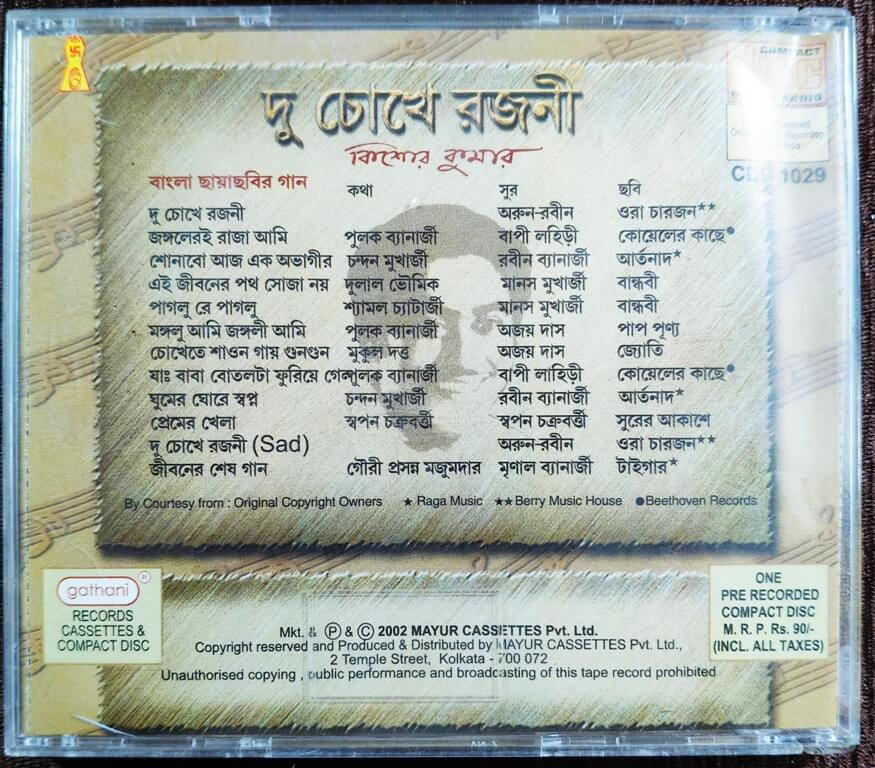 দু চোখে রজনী
কিশোর কুমার
COMPACT
1029
বাংলা ছায়াছবির গান কথা সুর ছবি
দু চোখে রজনী অরুন-রবীন ওরা চারজন★★
জঙ্গলেরই রাজা আমি পুলক ব্যানার্জী বাপী লহিড়ী কোয়েলের কাছে●
শোনাবো আজ এক অভাগীর চন্দন মুখার্জী রবীন ব্যানার্জী আর্তনাদ★
এই জীবনের পথ সোজা নয় দুলাল ভৌমিক মানস মুখার্জী বান্ধবী
পাগলু রে পাগলু শ্যামল চ্যাটার্জী মানস মুখার্জী বান্ধবী
মঙ্গলু আমি জঙ্গলী আমি পুলক ব্যানার্জী অজয় দাস পাপ পূণ্য
চোখেতে শাওন গায় গুনগুন মুকুল দত্ত অজয় দাস জ্যোতি
যাঃ বাবা বোতলটা ফুরিয়ে পুলক ব্যানার্জী বাপী লাহিড়ী কোয়েলের কাছে●
ঘুমের ঘোরে স্বপ্ন চন্দন মুখার্জী রবীন ব্যানার্জী আর্তনাদ★
প্রেমের খেলা স্বপন চক্রবর্ত্তী স্বপন চক্রবর্ত্তী সুরের আকাশে
দু চোখে রজনী (Sad) অরুন-রবীন ওরা চারজন★★
জীবনের শেষ গান গৌরী প্রসন্ন মজুমদার মৃণাল ব্যানার্জী টাইগার★
By Courtesy from : Original Copyright Owners ★ Raga Music ★★ Berry Music House ●Beethoven Records
gathani®
RECORDS
CASSETTES &
COMPACT DISC
Mkt. & Ⓟ & Ⓒ 2002 MAYUR CASSETTES Pvt. Ltd.
Copyright reserved and Produced & Distributed by MAYUR CASSETTES Pvt. Ltd.,
2 Temple Street, Kolkata - 700 072
Unauthorised copying , public performance and broadcasting of this tape record prohibited
ONE
PRE RECORDED
COMPACT DISC
M. R. P. Rs. 90/-
(INCL. ALL TAXES)